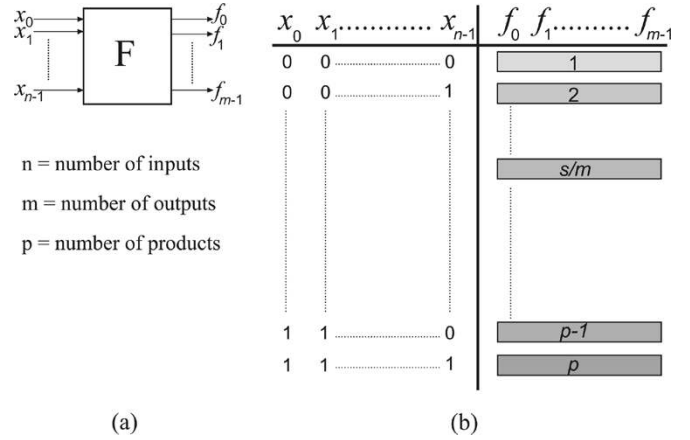 x0 f0
x1 F f1
xn-1 fm-1
n = number of inputs
m = number of outputs
p = number of products
(a)
x0 x1............ xn-1 f0 f1.......... fm-1
0 0 0 1
0 0 1 2
s/m
1 1 0 p-1
1 1 1 p
(b)